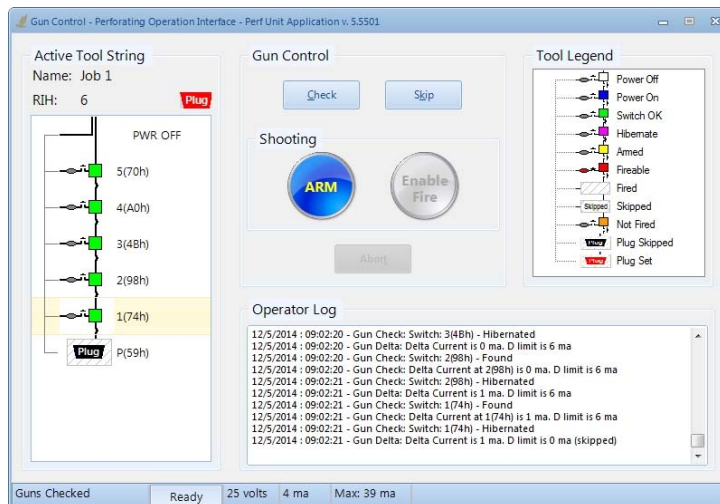 Gun Control - Perforating Operation Interface - Perf Unit Application v. 5.5501
Active Tool String
Name: Job 1
RIH: 6
Plug
PWR OFF
5(70h)
4(A0h)
3(4Bh)
2(98h)
1(74h)
Plug P(59h)
Gun Control
Check
Skip
Shooting
ARM
Enable
Fire
Abort
Tool Legend
Power Off
Power On
Switch OK
Hibernate
Armed
Fireable
Fired
Skipped Skipped
Not Fired
Plug Plug Skipped
Plug Plug Set
Operator Log
12/5/2014 : 09:02:20 - Gun Check: Switch: 3(4Bh) - Hibernated
12/5/2014 : 09:02:20 - Gun Delta: Delta Current is 0 ma. D limit is 6 ma
12/5/2014 : 09:02:20 - Gun Check: Switch: 2(98h) - Found
12/5/2014 : 09:02:20 - Gun Check: Delta Current at 2(98h) is 0 ma. D limit is 6 ma
12/5/2014 : 09:02:21 - Gun Check: Switch: 2(98h) - Hibernated
12/5/2014 : 09:02:21 - Gun Delta: Delta Current is 1 ma. D limit is 6 ma
12/5/2014 : 09:02:21 - Gun Check: Switch: 1(74h) - Found
12/5/2014 : 09:02:21 - Gun Check: Delta Current at 1(74h) is 1 ma. D limit is 6 ma
12/5/2014 : 09:02:21 - Gun Check: Switch: 1(74h) - Hibernated
12/5/2014 : 09:02:21 - Gun Delta: Delta Current is 1 ma. D limit is 0 ma (skipped)
Guns Checked
Ready
25 volts
4 ma
Max: 39 ma